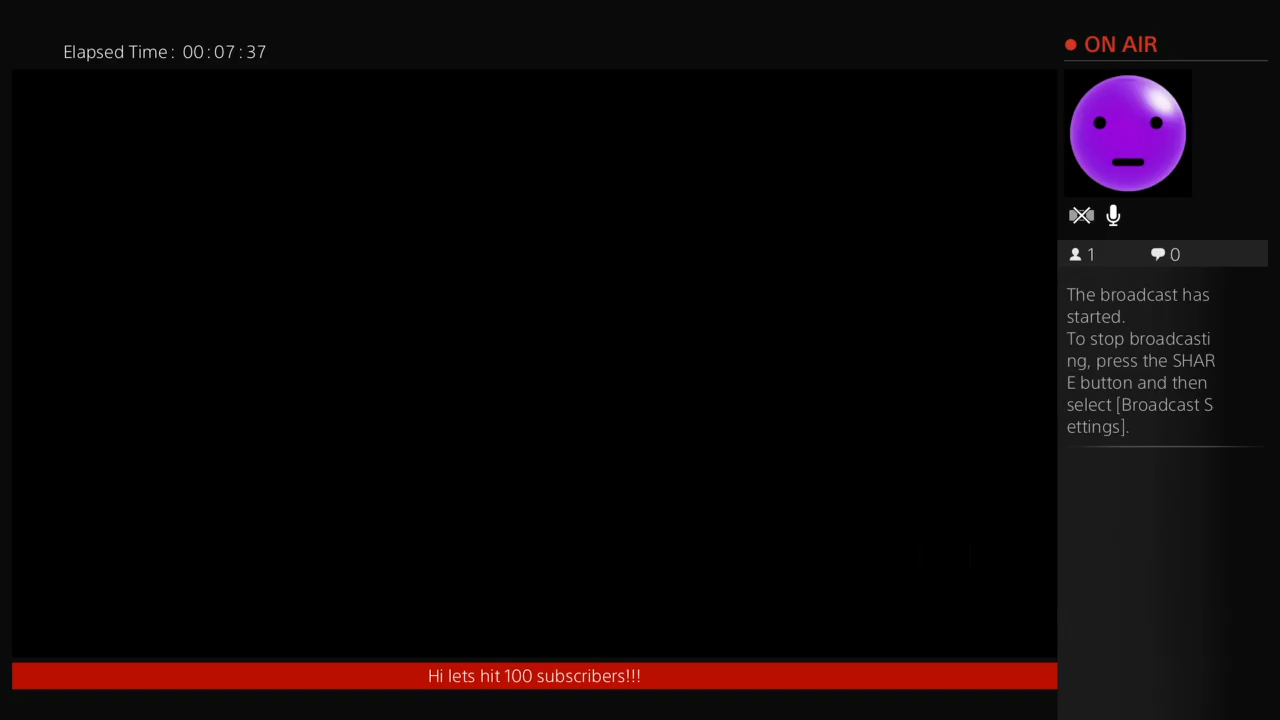 Elapsed Time: 00:07:37
ON AIR
1 0
The broadcast has
started.
To stop broadcasti
ng, press the SHAR
E button and then
select [Broadcast S
ettings].
Hi lets hit 100 subscribers!!!